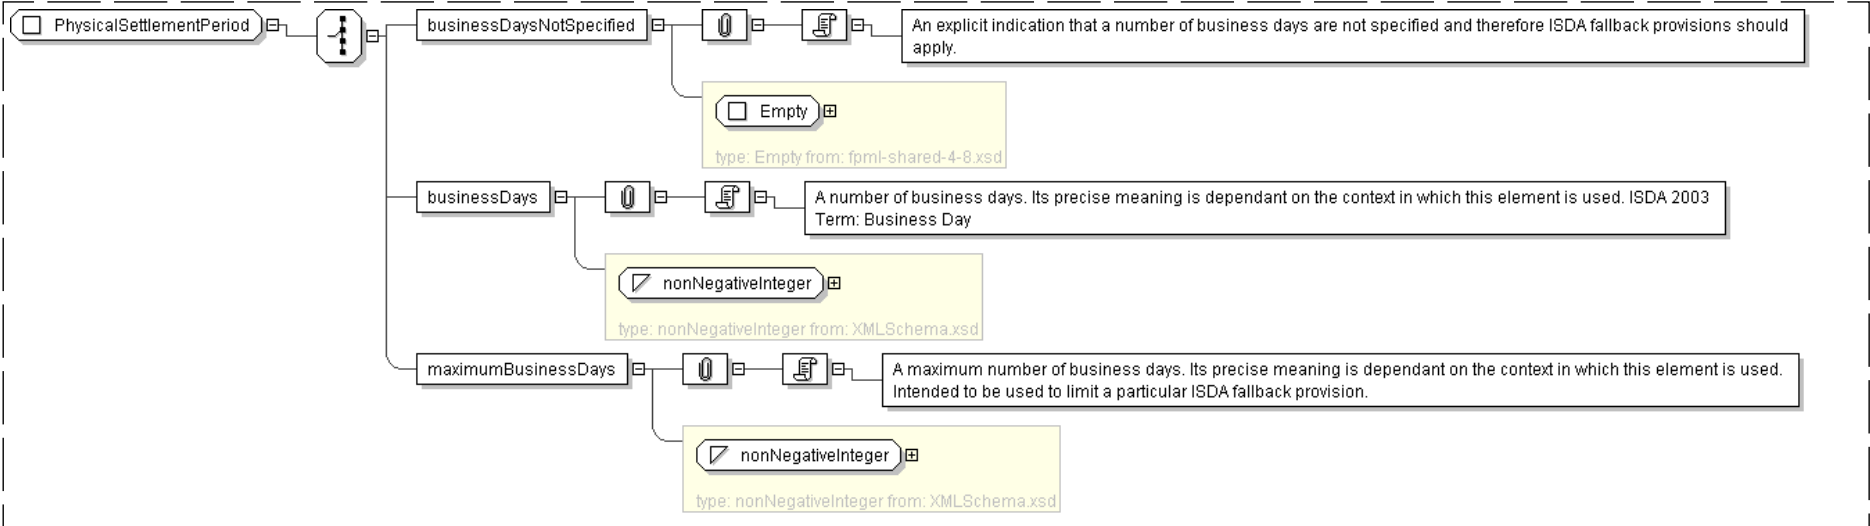 PhysicalSettlementPeriod
businessDaysNotSpecified
An explicit indication that a number of business days are not specified and therefore ISDA fallback provisions should
apply.
Empty
type: Empty from: fpml-shared-4-8.xsd
businessDays
A number of business days. Its precise meaning is dependant on the context in which this element is used. ISDA 2003
Term: Business Day
nonNegativeInteger
type: nonNegativeInteger from: XMLSchema.xsd
maximumBusinessDays
A maximum number of business days. Its precise meaning is dependant on the context in which this element is used.
Intended to be used to limit a particular ISDA fallback provision.
nonNegativeInteger
type: nonNegativeInteger from: XMLSchema.xsd